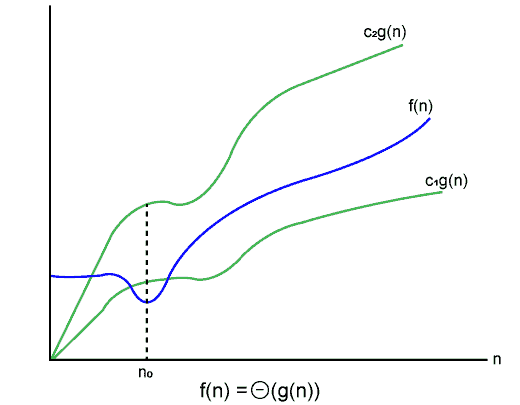 c₂g(n)
f(n)
c₁g(n)
n
n₀
f(n) = Θ(g(n))